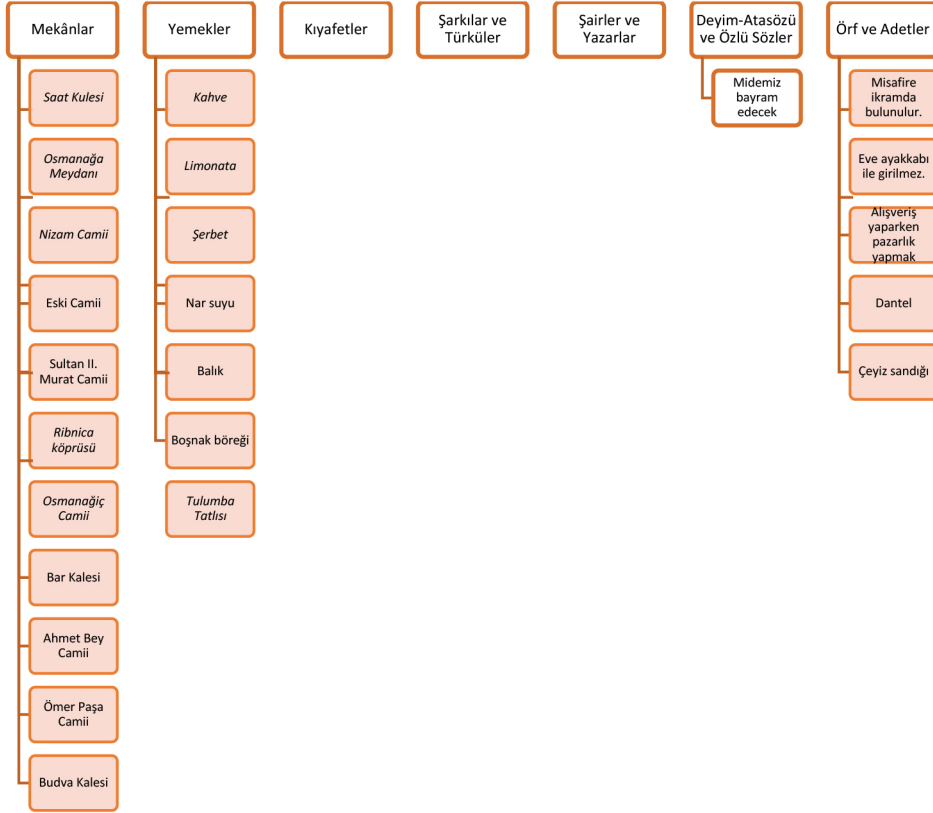 Mekânlar
Saat Kulesi
Osmanağa
Meydanı
Nizam Camii
Eski Camii
Sultan II.
Murat Camii
Ribnica
köprüsü
Osmanağiç
Camii
Bar Kalesi
Ahmet Bey
Camii
Ömer Paşa
Camii
Budva Kalesi
Yemekler
Kahve
Limonata
Şerbet
Nar suyu
Balık
Boşnak böreği
Tulumba
Tatlısı
Kıyafetler
Şarkılar ve
Türküler
Şairler ve
Yazarlar
Deyim-Atasözü
ve Özlü Sözler
Midemiz
bayram
edecek
Örf ve Adetler
Misafire
ikramda
bulunulur.
Eve ayakkabı
ile girilmez.
Alışveriş
yaparken
pazarlık
yapmak
Dantel
Çeyiz sandığı